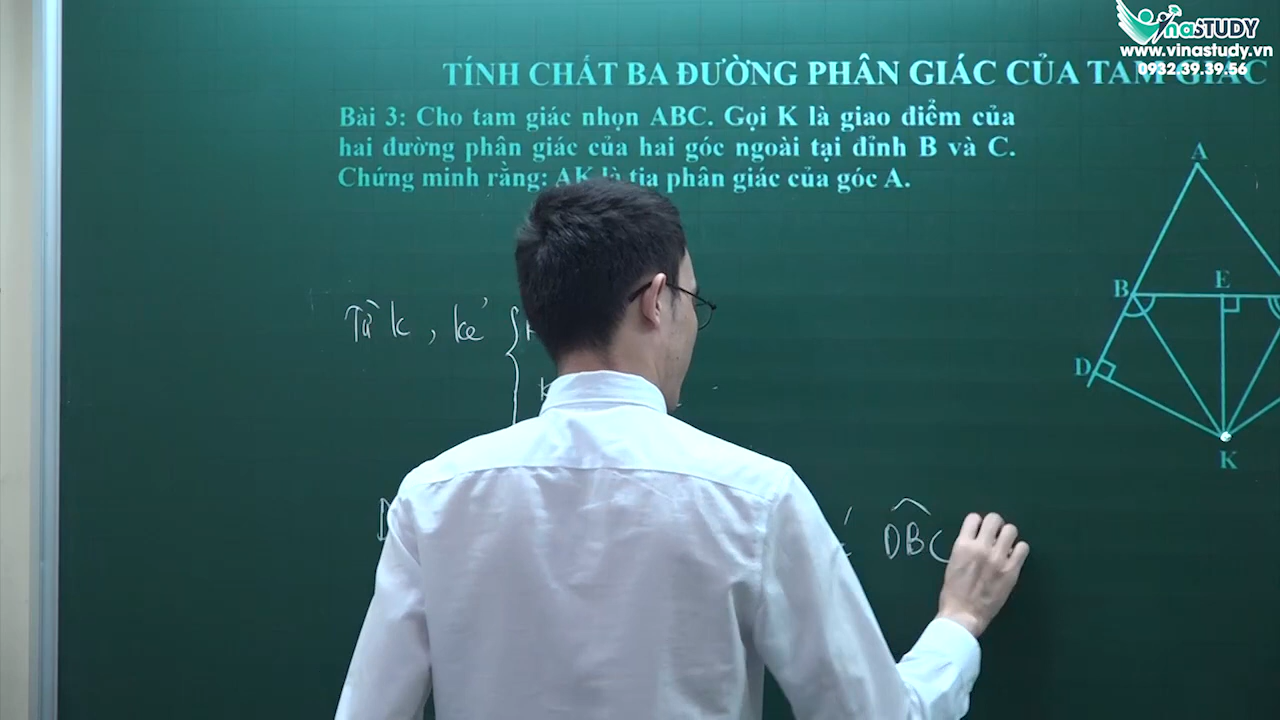 VinaSTUDY
www.vinastudy.vn
0932.39.39.56
TÍNH CHẤT BA ĐƯỜNG PHÂN GIÁC CỦA TAM GIÁC
Bài 3: Cho tam giác nhọn ABC. Gọi K là giao điểm của
hai đường phân giác của hai góc ngoài tại đỉnh B và C.
Chứng minh rằng: AK là tia phân giác của góc A.
A
B
E
D
K
Từ K, kẻ {
K
D
DBC